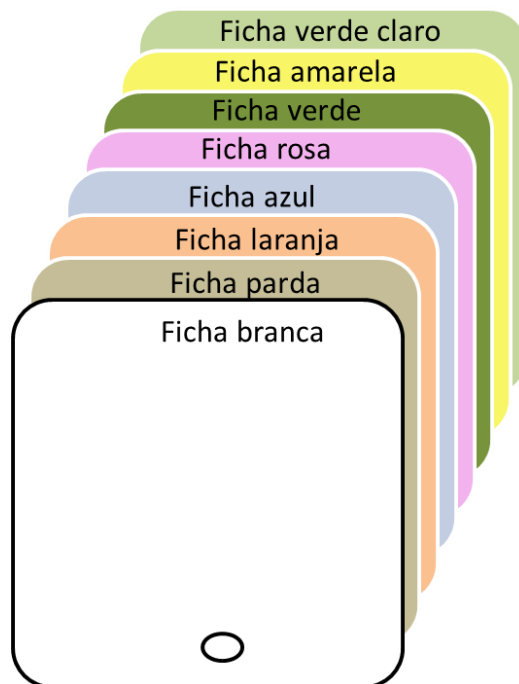 Ficha verde claro
Ficha amarela
Ficha verde
Ficha rosa
Ficha azul
Ficha laranja
Ficha parda
Ficha branca